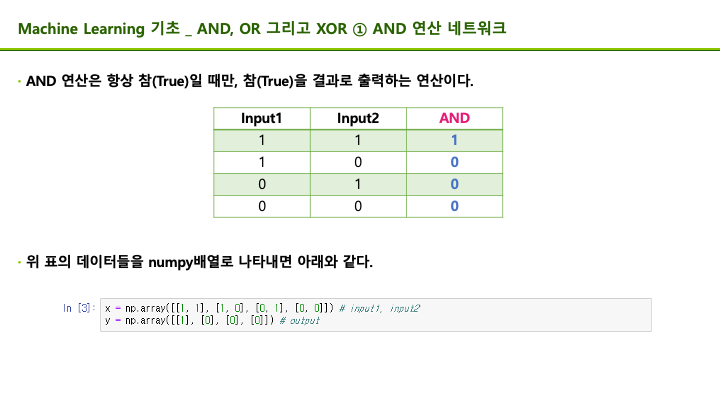 Machine Learning 기초 _ AND, OR 그리고 XOR ① AND 연산 네트워크
· AND 연산은 항상 참(True)일 때만, 참(True)을 결과로 출력하는 연산이다.
Input1 Input2 AND
1 1 1
1 0 0
0 1 0
0 0 0
· 위 표의 데이터들을 numpy배열로 나타내면 아래와 같다.
In [3]: x = np.array([[1, 1], [1, 0], [0, 1], [0, 0]]) # input1, input2
y = np.array([[1], [0], [0], [0]]) # output